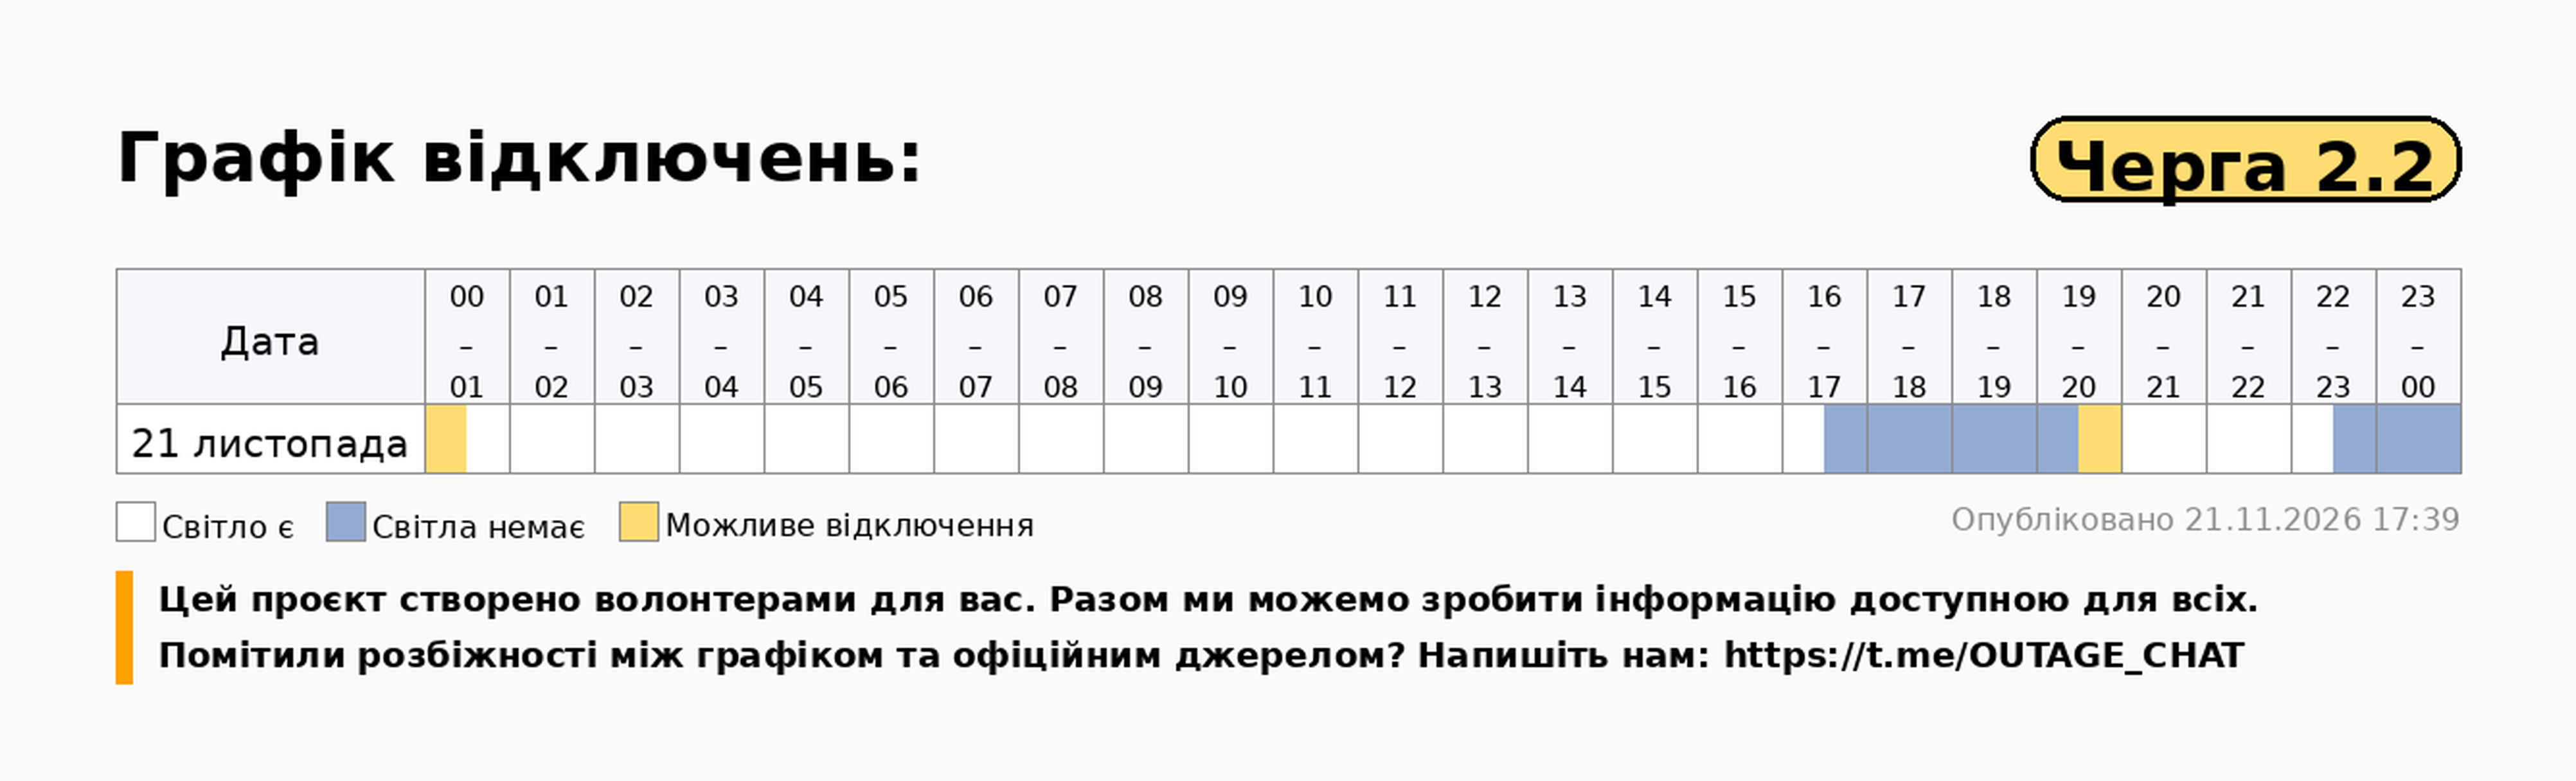 Графік відключень:
Черга 2.2
Дата
00 – 01
01 – 02
02 – 03
03 – 04
04 – 05
05 – 06
06 – 07
07 – 08
08 – 09
09 – 10
10 – 11
11 – 12
12 – 13
13 – 14
14 – 15
15 – 16
16 – 17
17 – 18
18 – 19
19 – 20
20 – 21
21 – 22
22 – 23
23 – 00
21 листопада
Світло є
Світла немає
Можливе відключення
Опубліковано 21.11.2026 17:39
Цей проєкт створено волонтерами для вас. Разом ми можемо зробити інформацію доступною для всіх.
Помітили розбіжності між графіком та офіційним джерелом? Напишіть нам: https://t.me/OUTAGE_CHAT